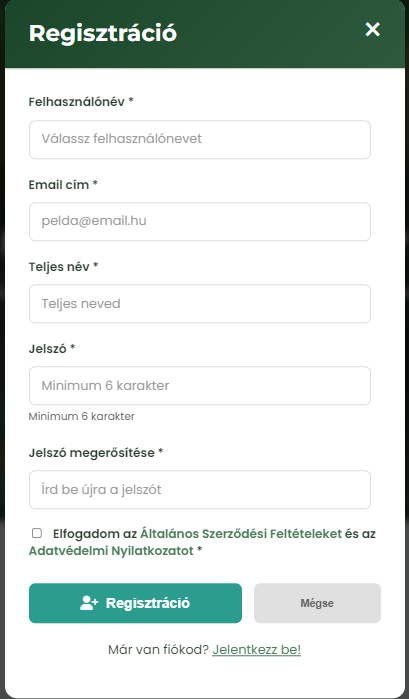 Regisztráció
Felhasználónév *
Válassz felhasználónevet
Email cím *
pelda@email.hu
Teljes név *
Teljes neved
Jelszó *
Minimum 6 karakter
Minimum 6 karakter
Jelszó megerősítése *
Írd be újra a jelszót
Elfogadom az Általános Szerződési Feltételeket és az
Adatvédelmi Nyilatkozatot *
Regisztráció
Mégse
Már van fiókod? Jelentkezz be!